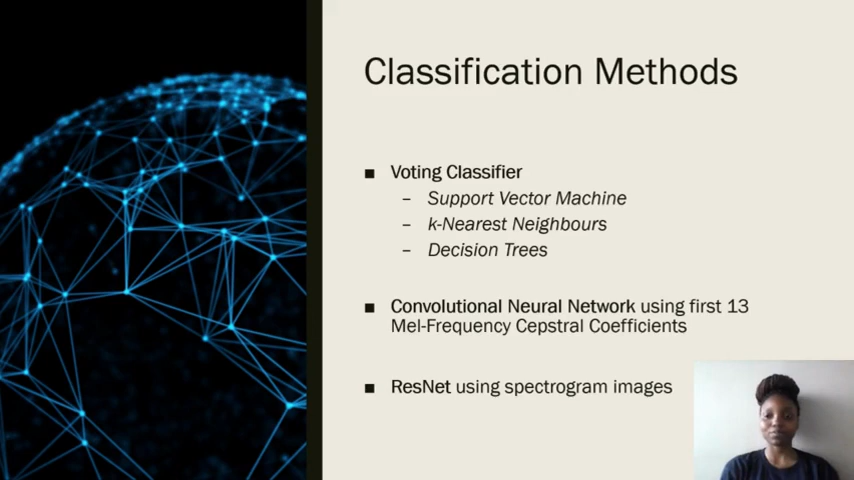 Classification Methods
■ Voting Classifier
– Support Vector Machine
– k-Nearest Neighbours
– Decision Trees
■ Convolutional Neural Network using first 13
Mel-Frequency Cepstral Coefficients
■ ResNet using spectrogram images